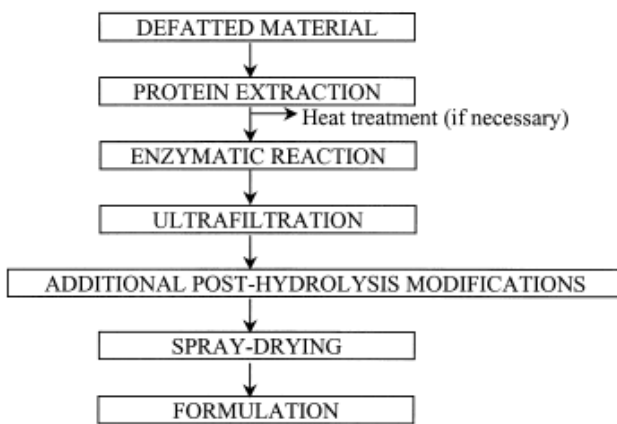 DEFATTED MATERIAL
PROTEIN EXTRACTION
Heat treatment (if necessary)
ENZYMATIC REACTION
ULTRAFILTRATION
ADDITIONAL POST-HYDROLYSIS MODIFICATIONS
SPRAY-DRYING
FORMULATION